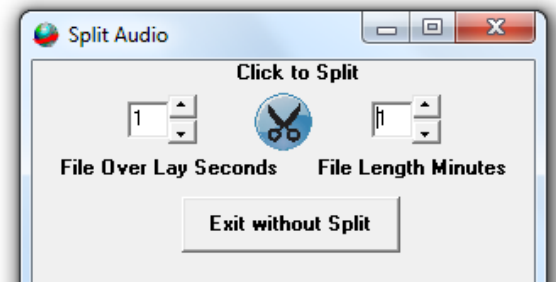 Split Audio
Click to Split
1 1
File Over Lay Seconds File Length Minutes
Exit without Split